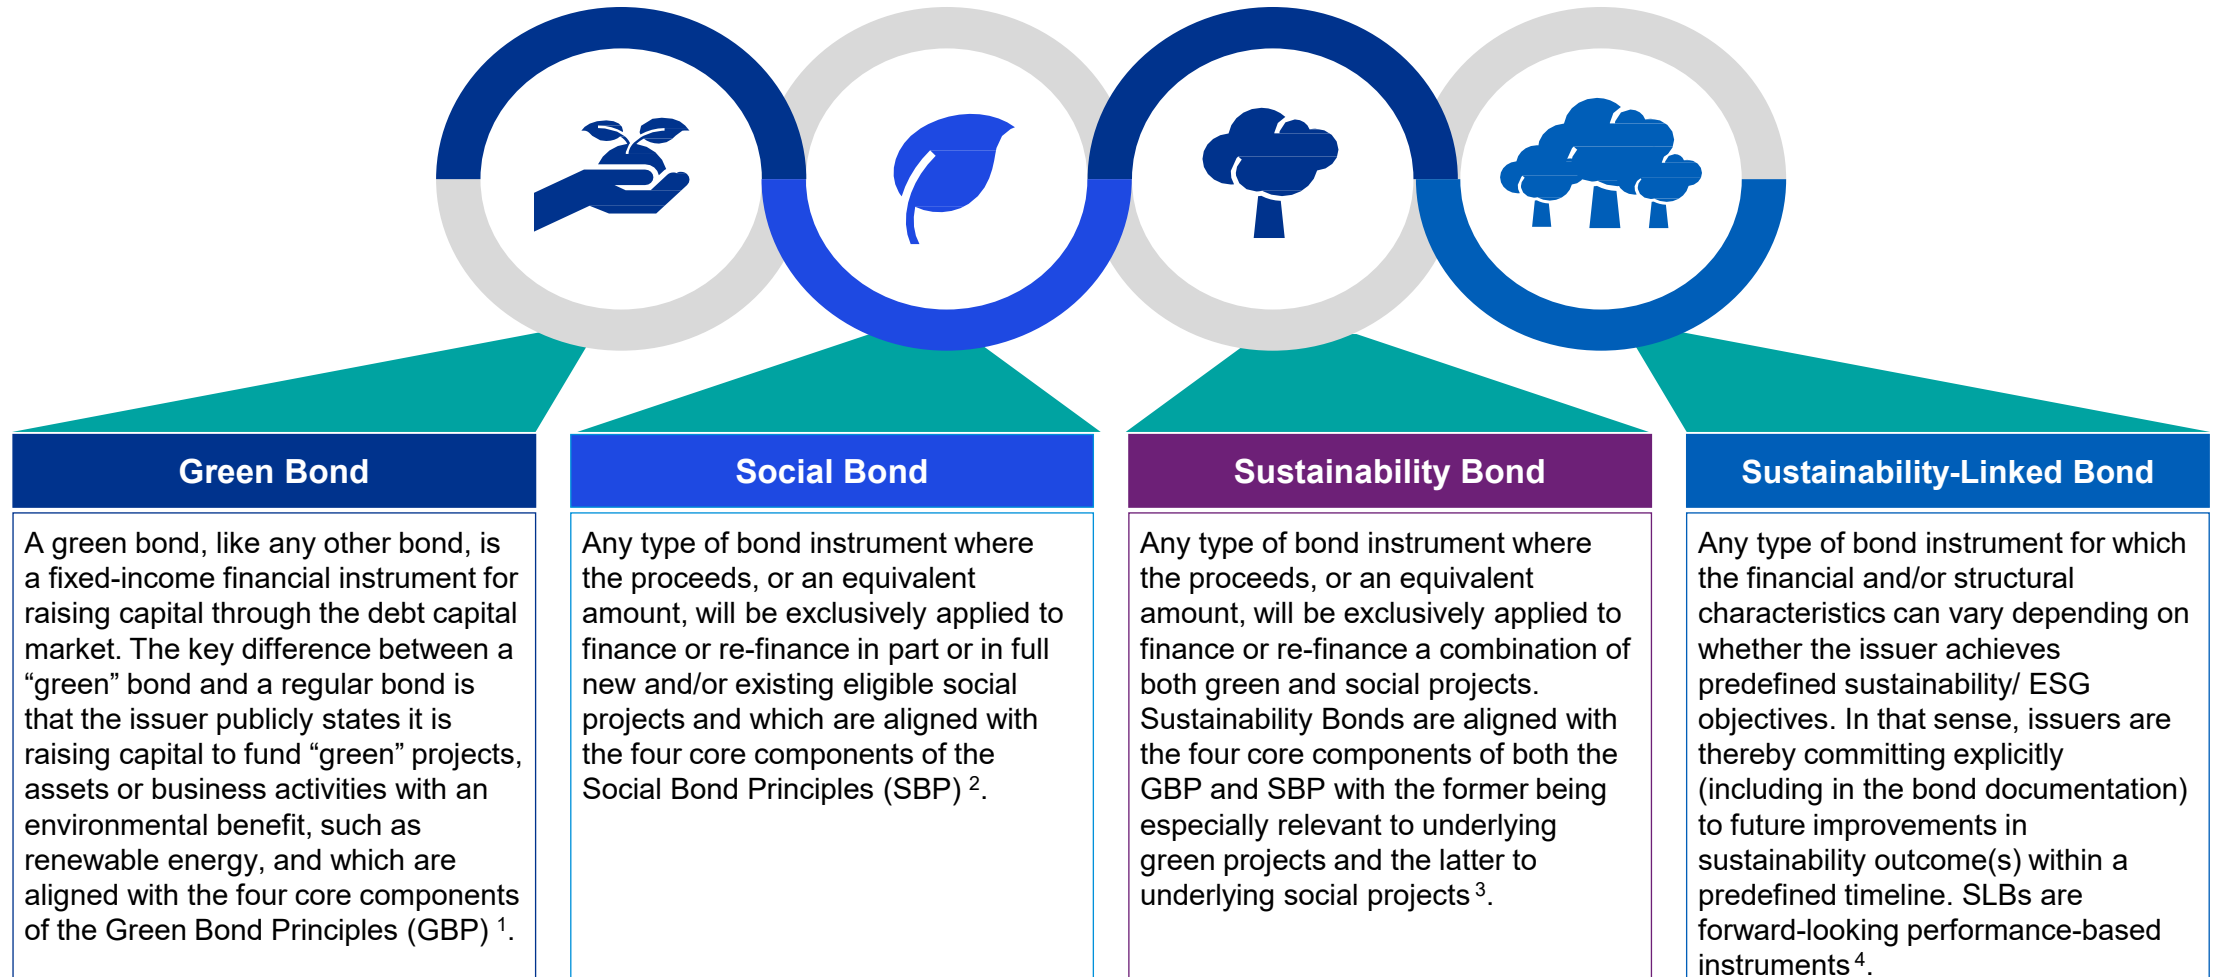 Green Bond
A green bond, like any other bond, is
a fixed-income financial instrument for
raising capital through the debt capital
market. The key difference between a
“green” bond and a regular bond is
that the issuer publicly states it is
raising capital to fund “green” projects,
assets or business activities with an
environmental benefit, such as
renewable energy, and which are
aligned with the four core components
of the Green Bond Principles (GBP) 1.
Social Bond
Any type of bond instrument where
the proceeds, or an equivalent
amount, will be exclusively applied to
finance or re-finance in part or in full
new and/or existing eligible social
projects and which are aligned with
the four core components of the
Social Bond Principles (SBP) 2.
Sustainability Bond
Any type of bond instrument where
the proceeds, or an equivalent
amount, will be exclusively applied to
finance or re-finance a combination of
both green and social projects.
Sustainability Bonds are aligned with
the four core components of both the
GBP and SBP with the former being
especially relevant to underlying
green projects and the latter to
underlying social projects 3.
Sustainability-Linked Bond
Any type of bond instrument for which
the financial and/or structural
characteristics can vary depending on
whether the issuer achieves
predefined sustainability/ ESG
objectives. In that sense, issuers are
thereby committing explicitly
(including in the bond documentation)
to future improvements in
sustainability outcome(s) within a
predefined timeline. SLBs are
forward-looking performance-based
instruments 4.